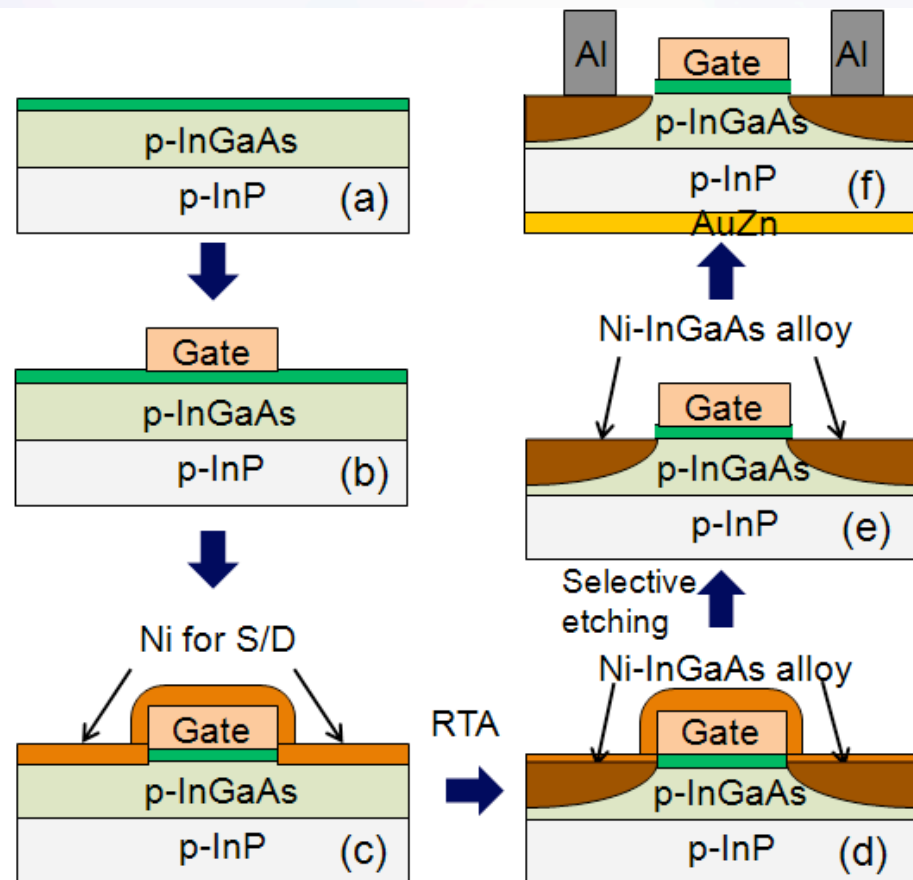 p-InGaAs
p-InP
(a)
Gate
p-InGaAs
p-InP
(b)
Ni for S/D
Gate
p-InGaAs
p-InP
(c)
RTA
Ni-InGaAs alloy
Gate
p-InGaAs
p-InP
(d)
Selective
etching
Ni-InGaAs alloy
Gate
p-InGaAs
p-InP
(e)
Al
Gate
Al
p-InGaAs
p-InP
(f)
AuZn